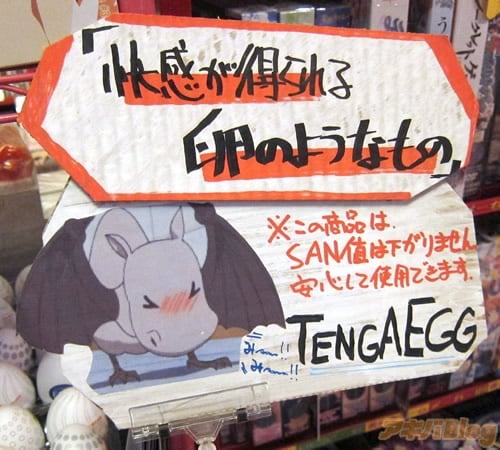 「快感が得られる
卵のようなもの」
※この商品は、
SAN値は下がりません
安心して使用できます。
みー!!
みー!!
TENGAEGG
アキバBlog